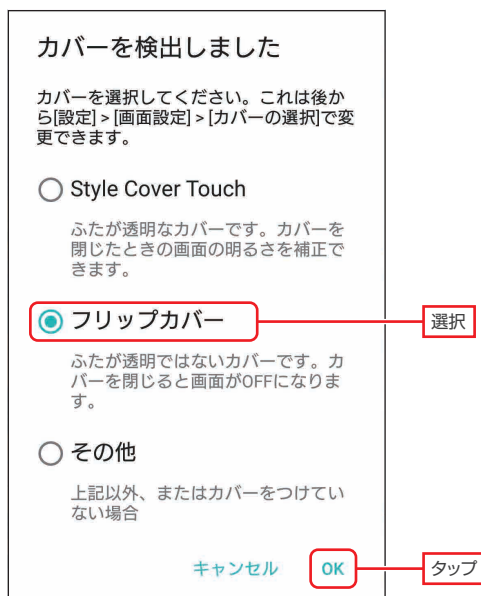 カバーを検出しました
カバーを選択してください。これは後か
ら[設定] > [画面設定] > [カバーの選択]で変
更できます。
Style Cover Touch
ふたが透明なカバーです。カバーを
閉じたときの画面の明るさを補正で
きます。
フリップカバー
選択
ふたが透明ではないカバーです。カ
バーを閉じると画面がOFFになりま
す。
その他
上記以外、またはカバーをつけてい
ない場合
キャンセル OK
タップ